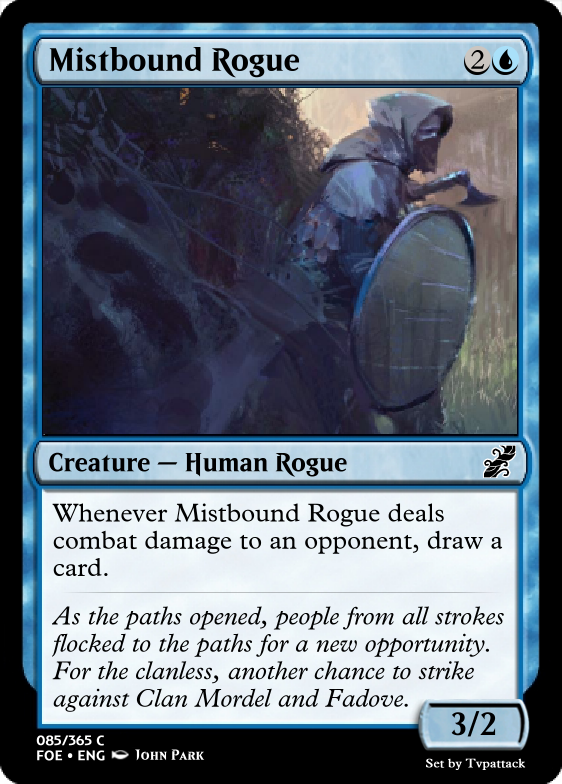 Mistbound Rogue 2
Creature — Human Rogue
Whenever Mistbound Rogue deals
combat damage to an opponent, draw a
card.
As the paths opened, people from all strokes
flocked to the paths for a new opportunity.
For the clanless, another chance to strike
against Clan Mordel and Fadove.
3/2
085/365 C
FOE • ENG John Park
Set by Tvpattack